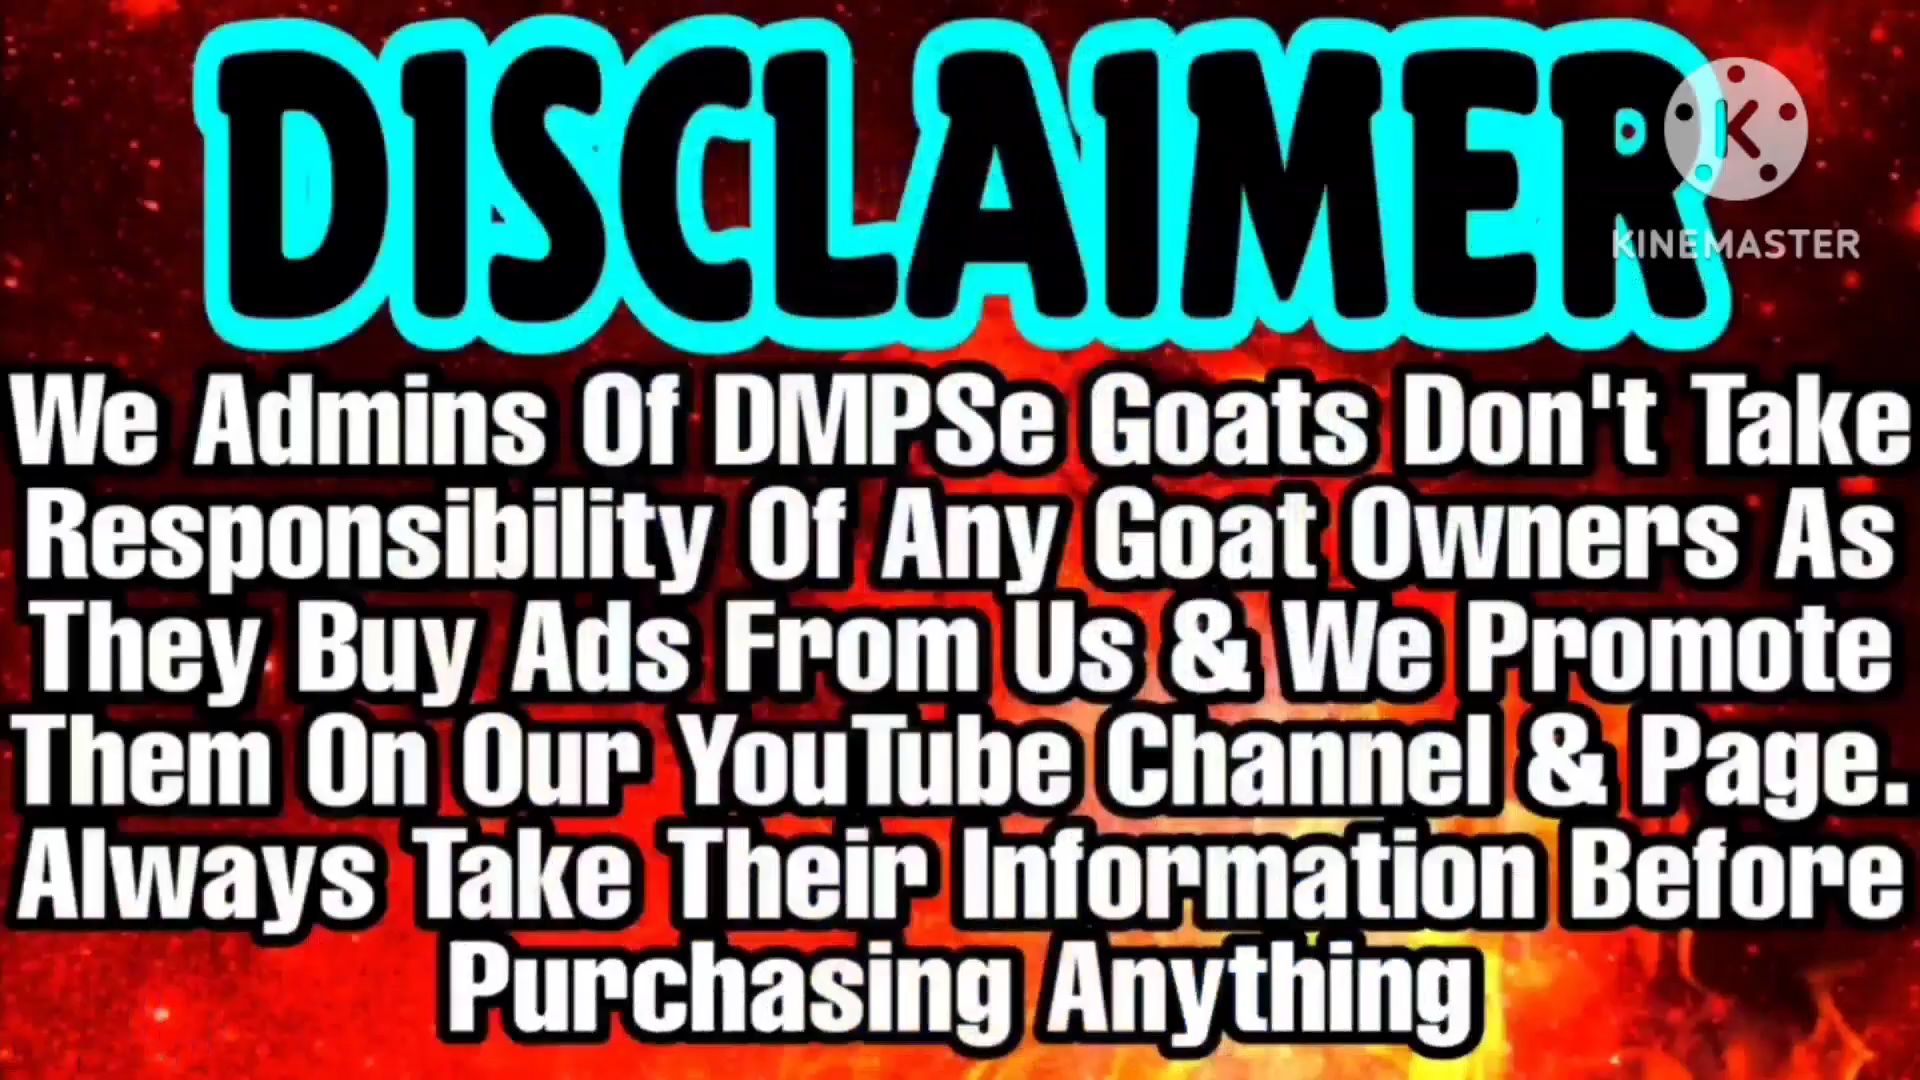 DISCLAIMER
K
KINEMASTER
We Admins Of DMPSe Goats Don't Take
Responsibility Of Any Goat Owners As
They Buy Ads From Us & We Promote
Them On Our YouTube Channel & Page.
Always Take Their Information Before
Purchasing Anything